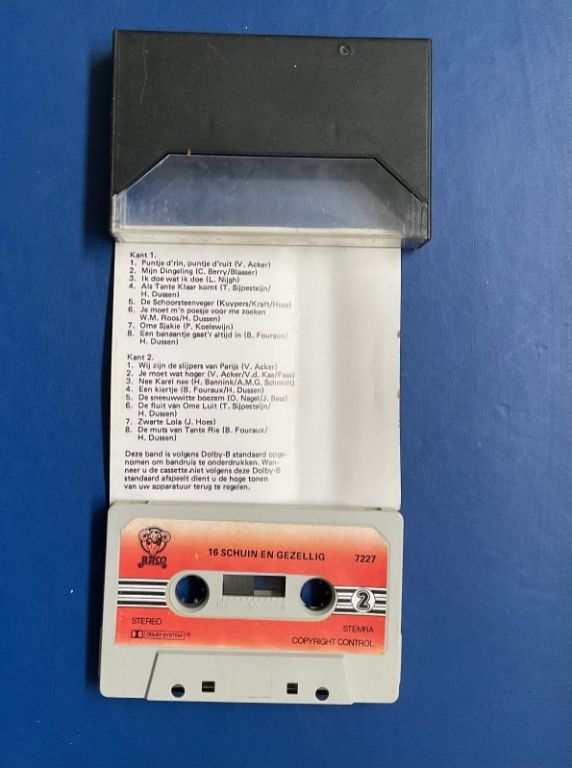 Kant 1.
1. Puntje d'rin, puntje d'ruit (V. Acker)
2. Mijn Dingeling (C. Berry/Blaaser)
3. Ik doe wat ik doe (L. Nijgh)
4. Als Tante Klaar komt (T. Sijpesteijn/
H. Dussen)
5. De Schoorsteenveger (Kuypers/Kraft/Hoes)
6. Je moet m'n poesje voor me zoeken
W.M. Roos/H. Dussen)
7. Ome Sjakie (P. Koelewijn)
8. Een banaantje gaat'r altijd in (B. Fouraux/
H. Dussen)
Kant 2.
1. Wij zijn de slijpers van Parijs (V. Acker)
2. Je moet wat hoger (V. Acker/V.d. Kaa/Faas)
3. Nee Karel nee (H. Bannink/A.M.G. Schmidt)
4. Een kiertje (B. Fouraux/H. Dussen)
5. De sneeuwwitte boezem (O. Nagel/J. Bess)
6. De fluit van Ome Luit (T. Sijpesteijn/
H. Dussen)
7. Zwarte Lola (J. Hoes)
8. De muts van Tante Rie (B. Fouraux/
H. Dussen)
Deze band is volgens Dolby-B standaard opge-
nomen om bandruis te onderdrukken. Wan-
neer u de cassette niet volgens deze Dolby-B
standaard afspeelt dient u de hoge tonen
van uw apparatuur terug te regelen.
BASO
16 SCHUIN EN GEZELLIG 7227
2
100 50 0
STEREO STEMRA
DOLBY SYSTEM ® COPYRIGHT CONTROL